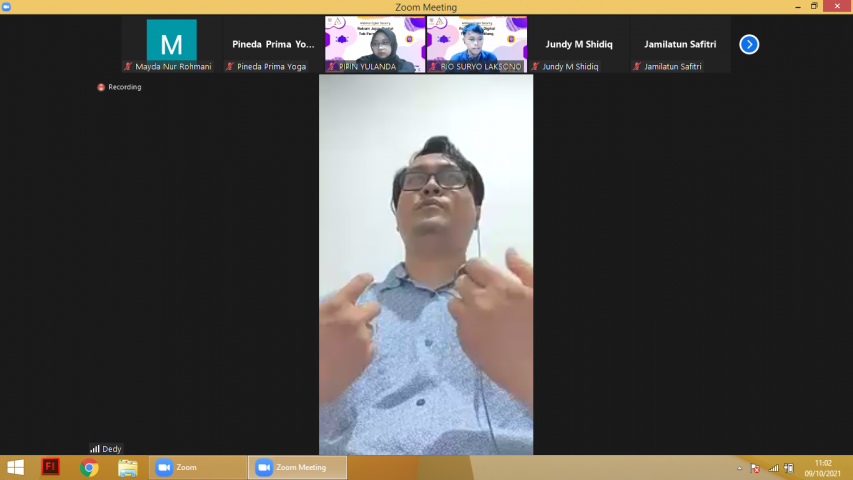 Zoom Meeting
M
Mayda Nur Rohmani
Pineda Prima Yo...
Pineda Prima Yoga
PIPIN YULANDA
RIO SURYO LAKSONO
Jundy M Shidiq
Jundy M Shidiq
Jamilatun Safitri
Jamilatun Safitri
Recording
Dedy
Fl
Zoom
Zoom Meeting
11:02
09/10/2021